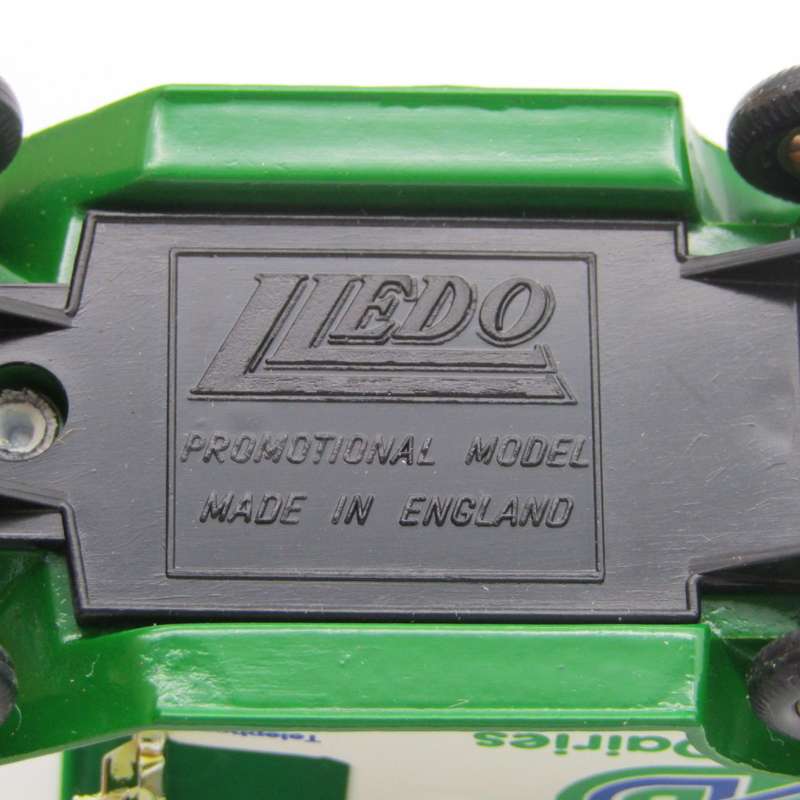 LLEDO
PROMOTIONAL MODEL
MADE IN ENGLAND
Dairies